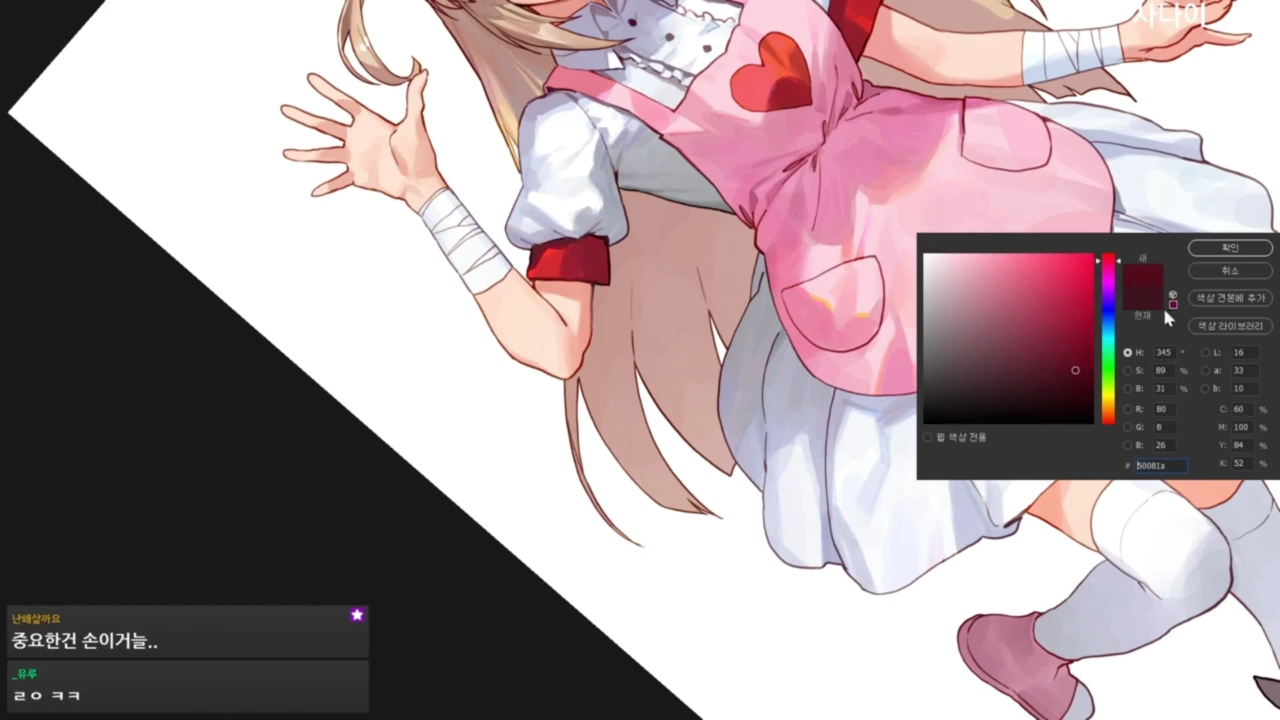 사나이
확인
새
취소
색상 견본에 추가
현재
색상 라이브러리
H: 345 °
L: 16
S: 89 %
a: 33
B: 31 %
b: 10
R: 80
C: 60 %
G: 8
M: 100 %
B: 26
Y: 84 %
# 50081a
K: 52 %
웹 색상 전용
난왜살까요
중요한건 손이거늘..
_유루
ㄹㅇ ㅋㅋ